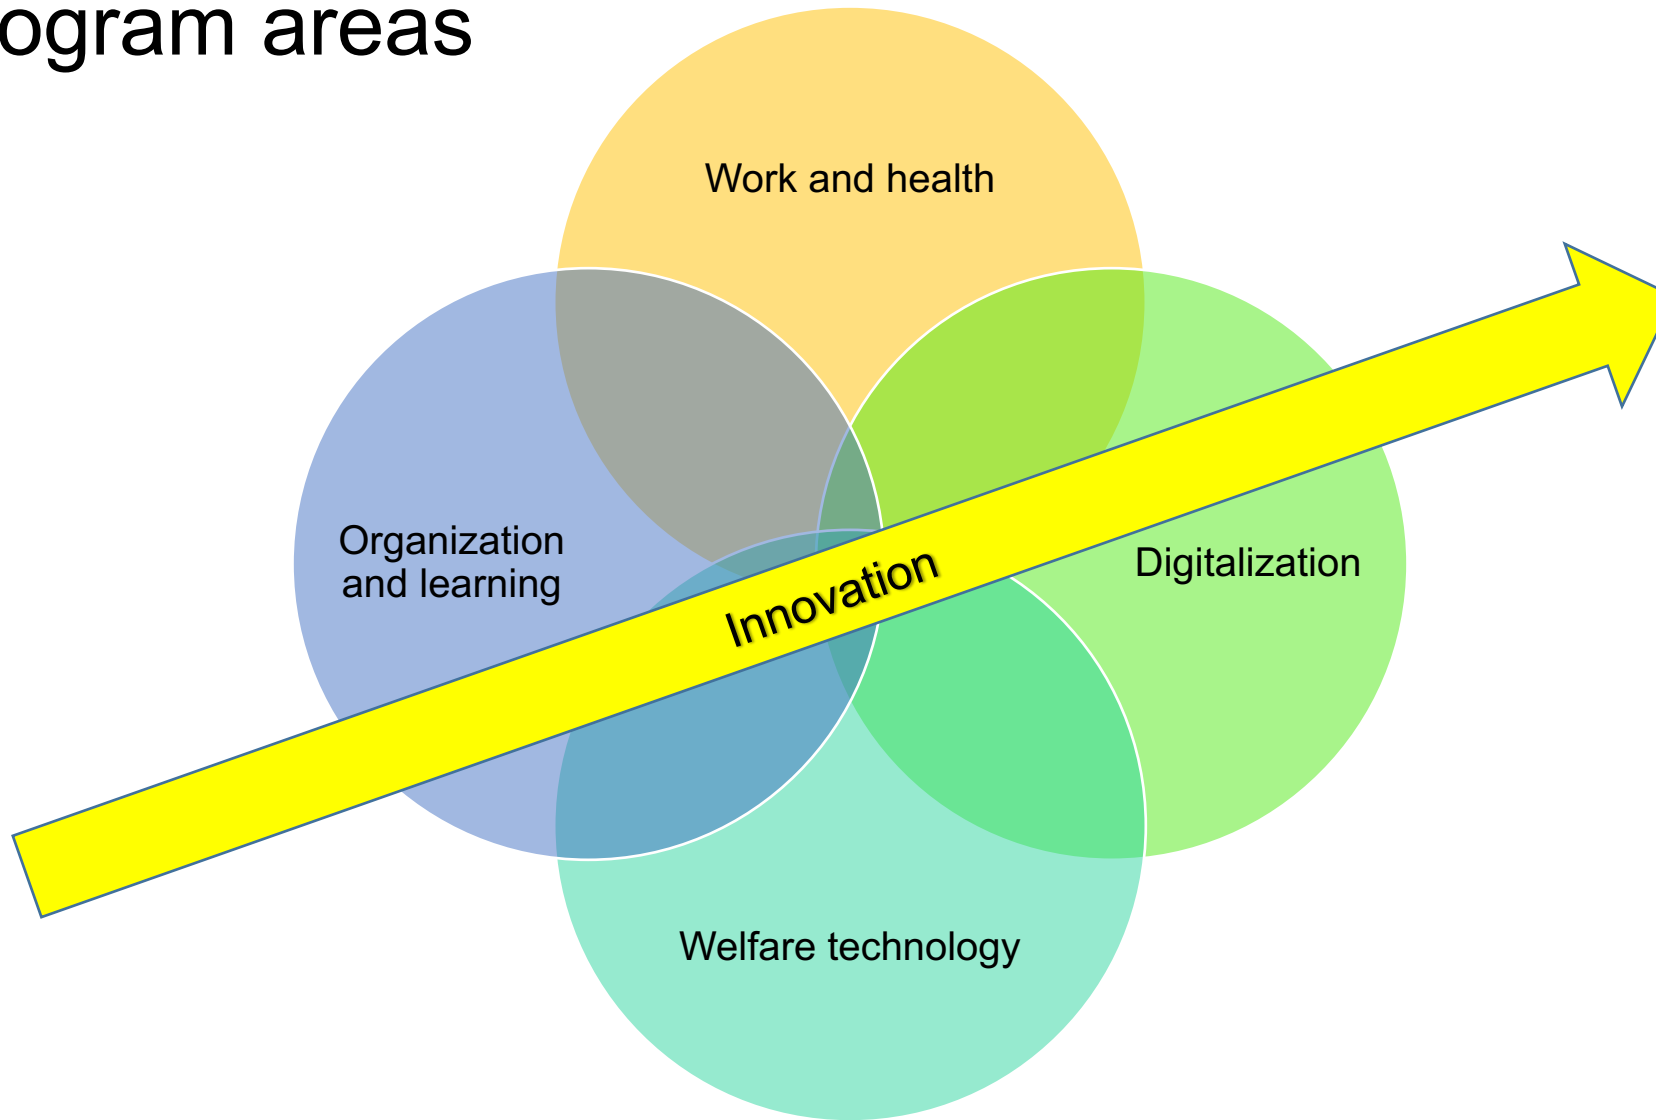 ogram areas
Work and health
Organization
and learning
Innovation
Digitalization
Welfare technology